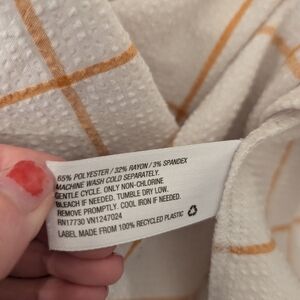 65% POLYESTER / 32% RAYON / 3% SPANDEX
MACHINE WASH COLD SEPARATELY.
GENTLE CYCLE. ONLY NON-CHLORINE
BLEACH IF NEEDED. TUMBLE DRY LOW.
REMOVE PROMPTLY. COOL IRON IF NEEDED.
RN17730 VN1247024
LABEL MADE FROM 100% RECYCLED PLASTIC